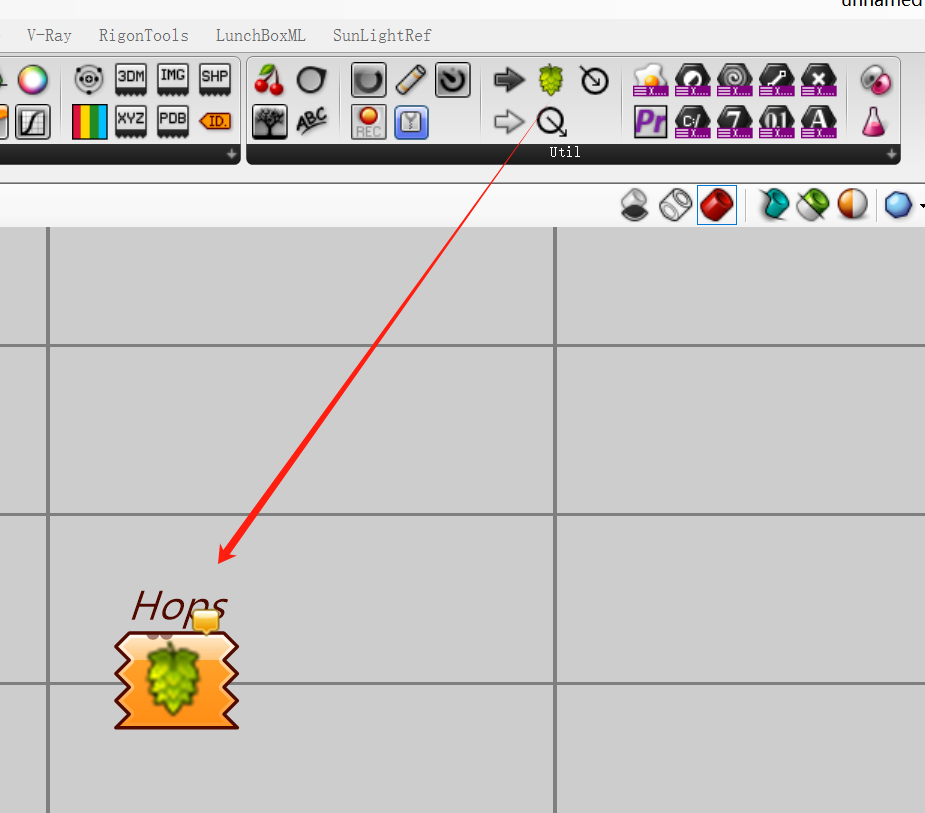 unnamed
V-Ray RigonTools LunchBoxML SunLightRef
3DM IMG SHP
XYZ PDB ID. ABC REC Pr C:/ 7 01 A
Util
Hops